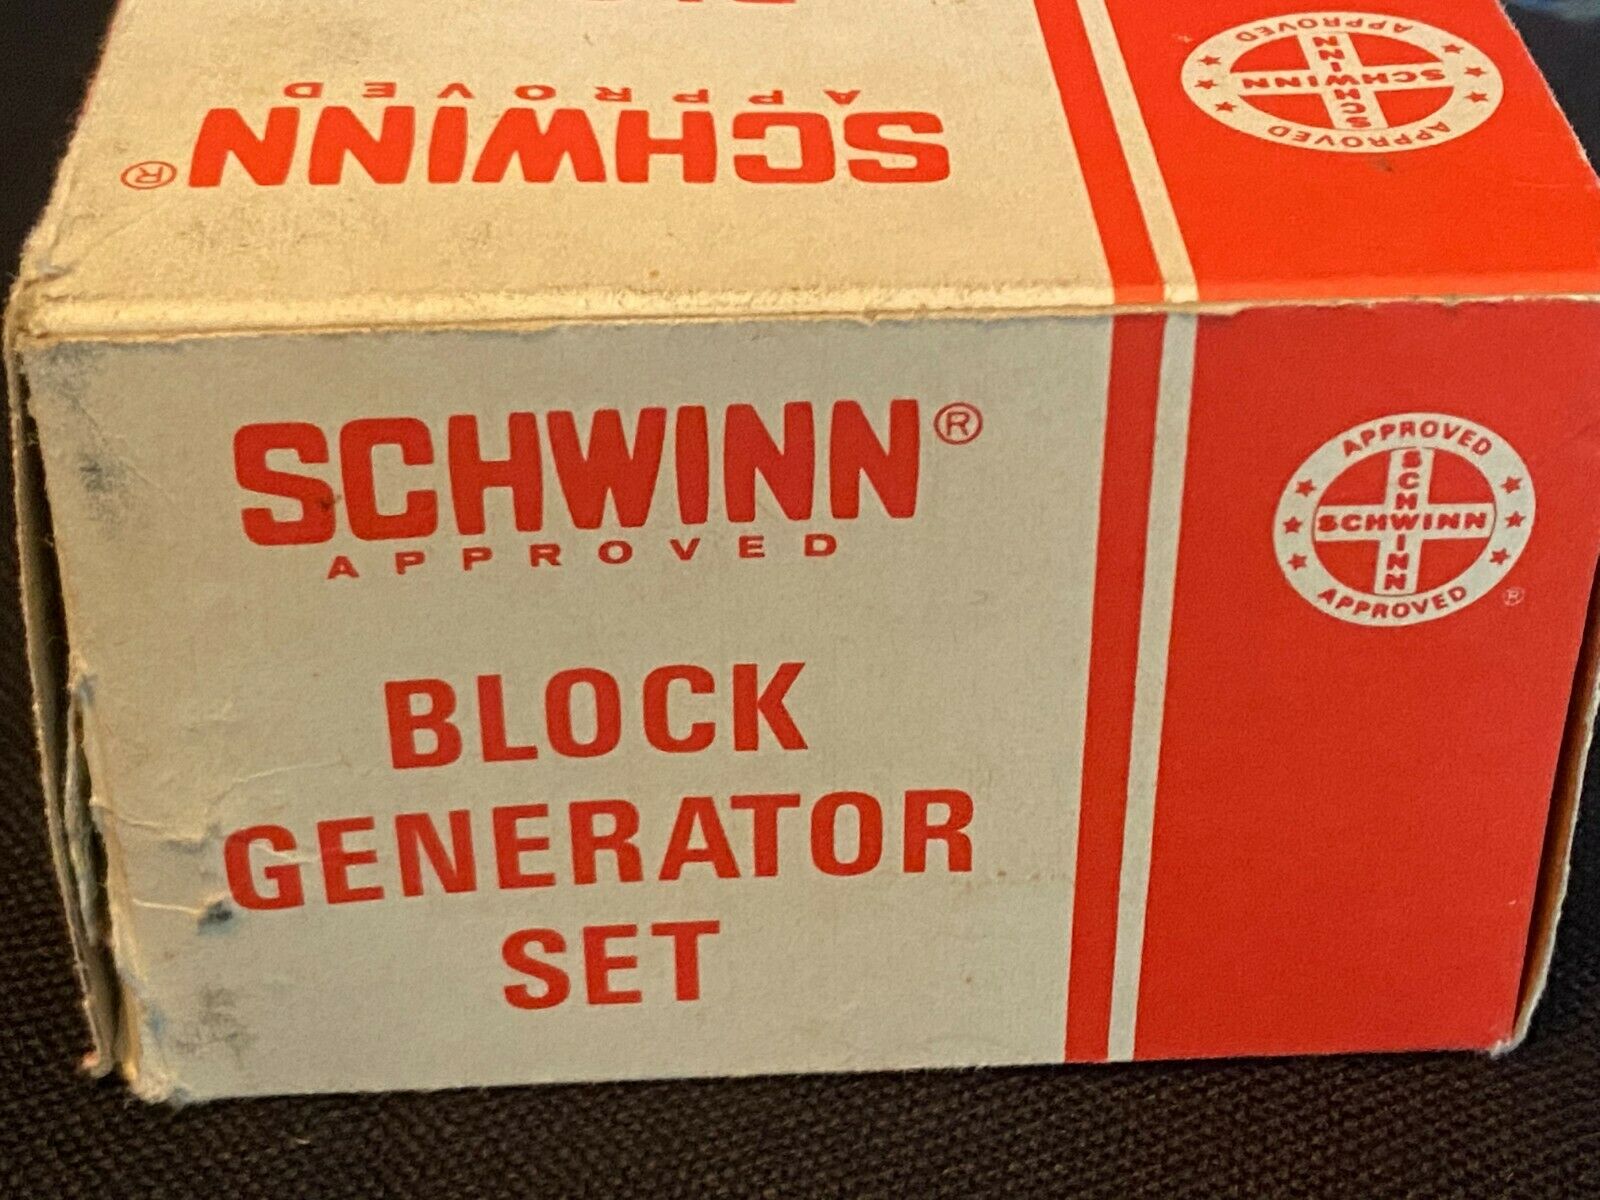 APPROVED
SCHWINN
SCHWINN
APPROVED
APPROVED
SCHWINN®
SCHWINN®
APPROVED
BLOCK
GENERATOR
SET
APPROVED
SCHWINN
SCHWINN
APPROVED
®